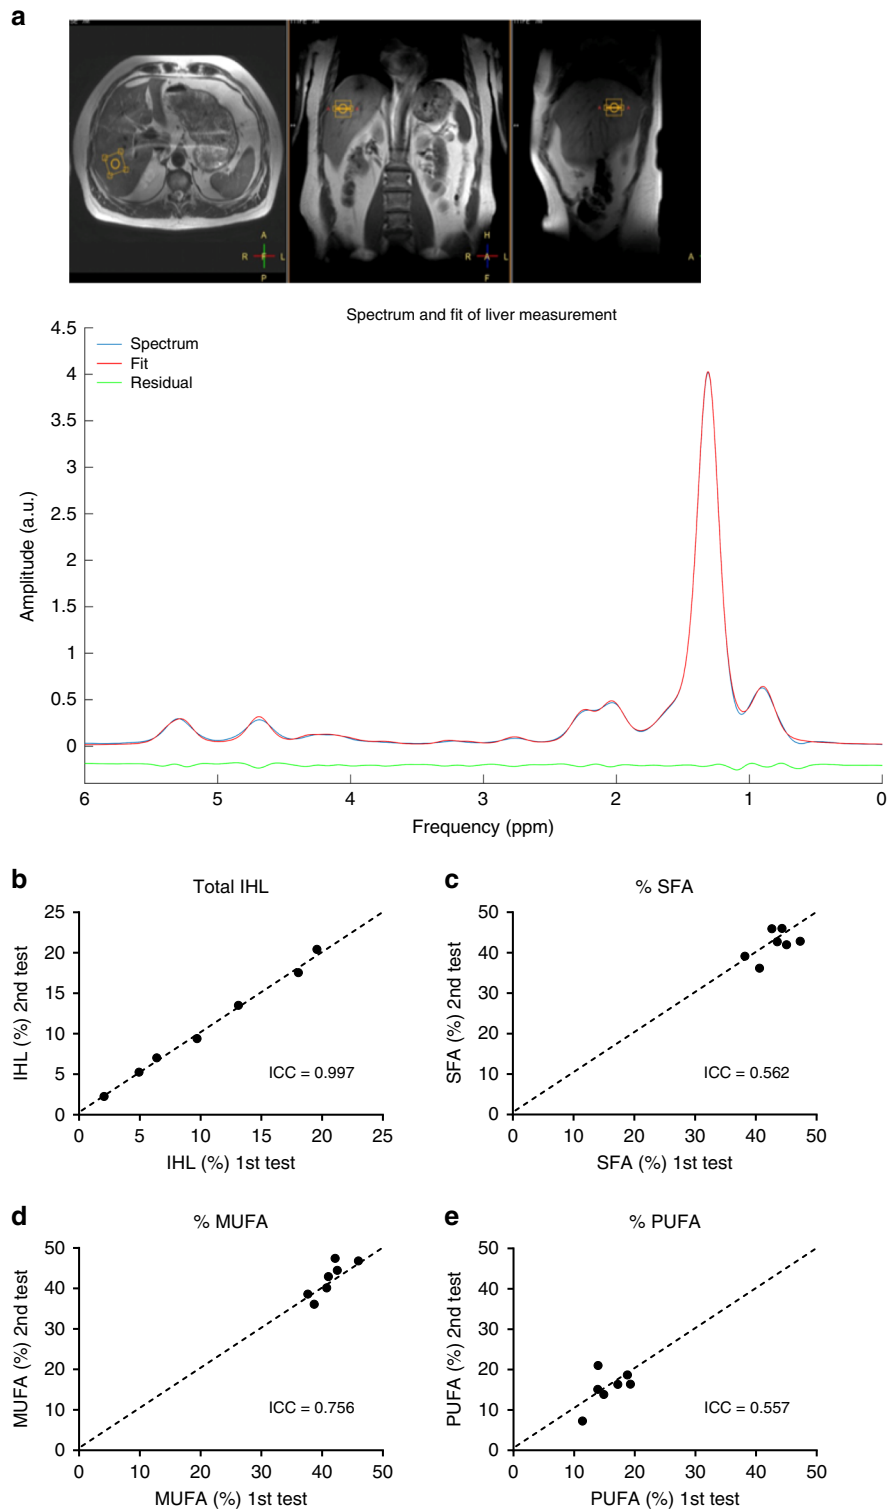 a
A
R F L
P
H
R A L
F
A
Spectrum and fit of liver measurement
Spectrum
Fit
Residual
4.5
4
3.5
3
2.5
2
1.5
1
0.5
0
Amplitude (a.u.)
6 5 4 3 2 1 0
Frequency (ppm)
b
Total IHL
25
20
15
10
5
0
IHL (%) 2nd test
ICC = 0.997
0 5 10 15 20 25
IHL (%) 1st test
c
% SFA
50
40
30
20
10
0
SFA (%) 2nd test
ICC = 0.562
0 10 20 30 40 50
SFA (%) 1st test
d
% MUFA
50
40
30
20
10
0
MUFA (%) 2nd test
ICC = 0.756
0 10 20 30 40 50
MUFA (%) 1st test
e
% PUFA
50
40
30
20
10
0
PUFA (%) 2nd test
ICC = 0.557
0 10 20 30 40 50
PUFA (%) 1st test